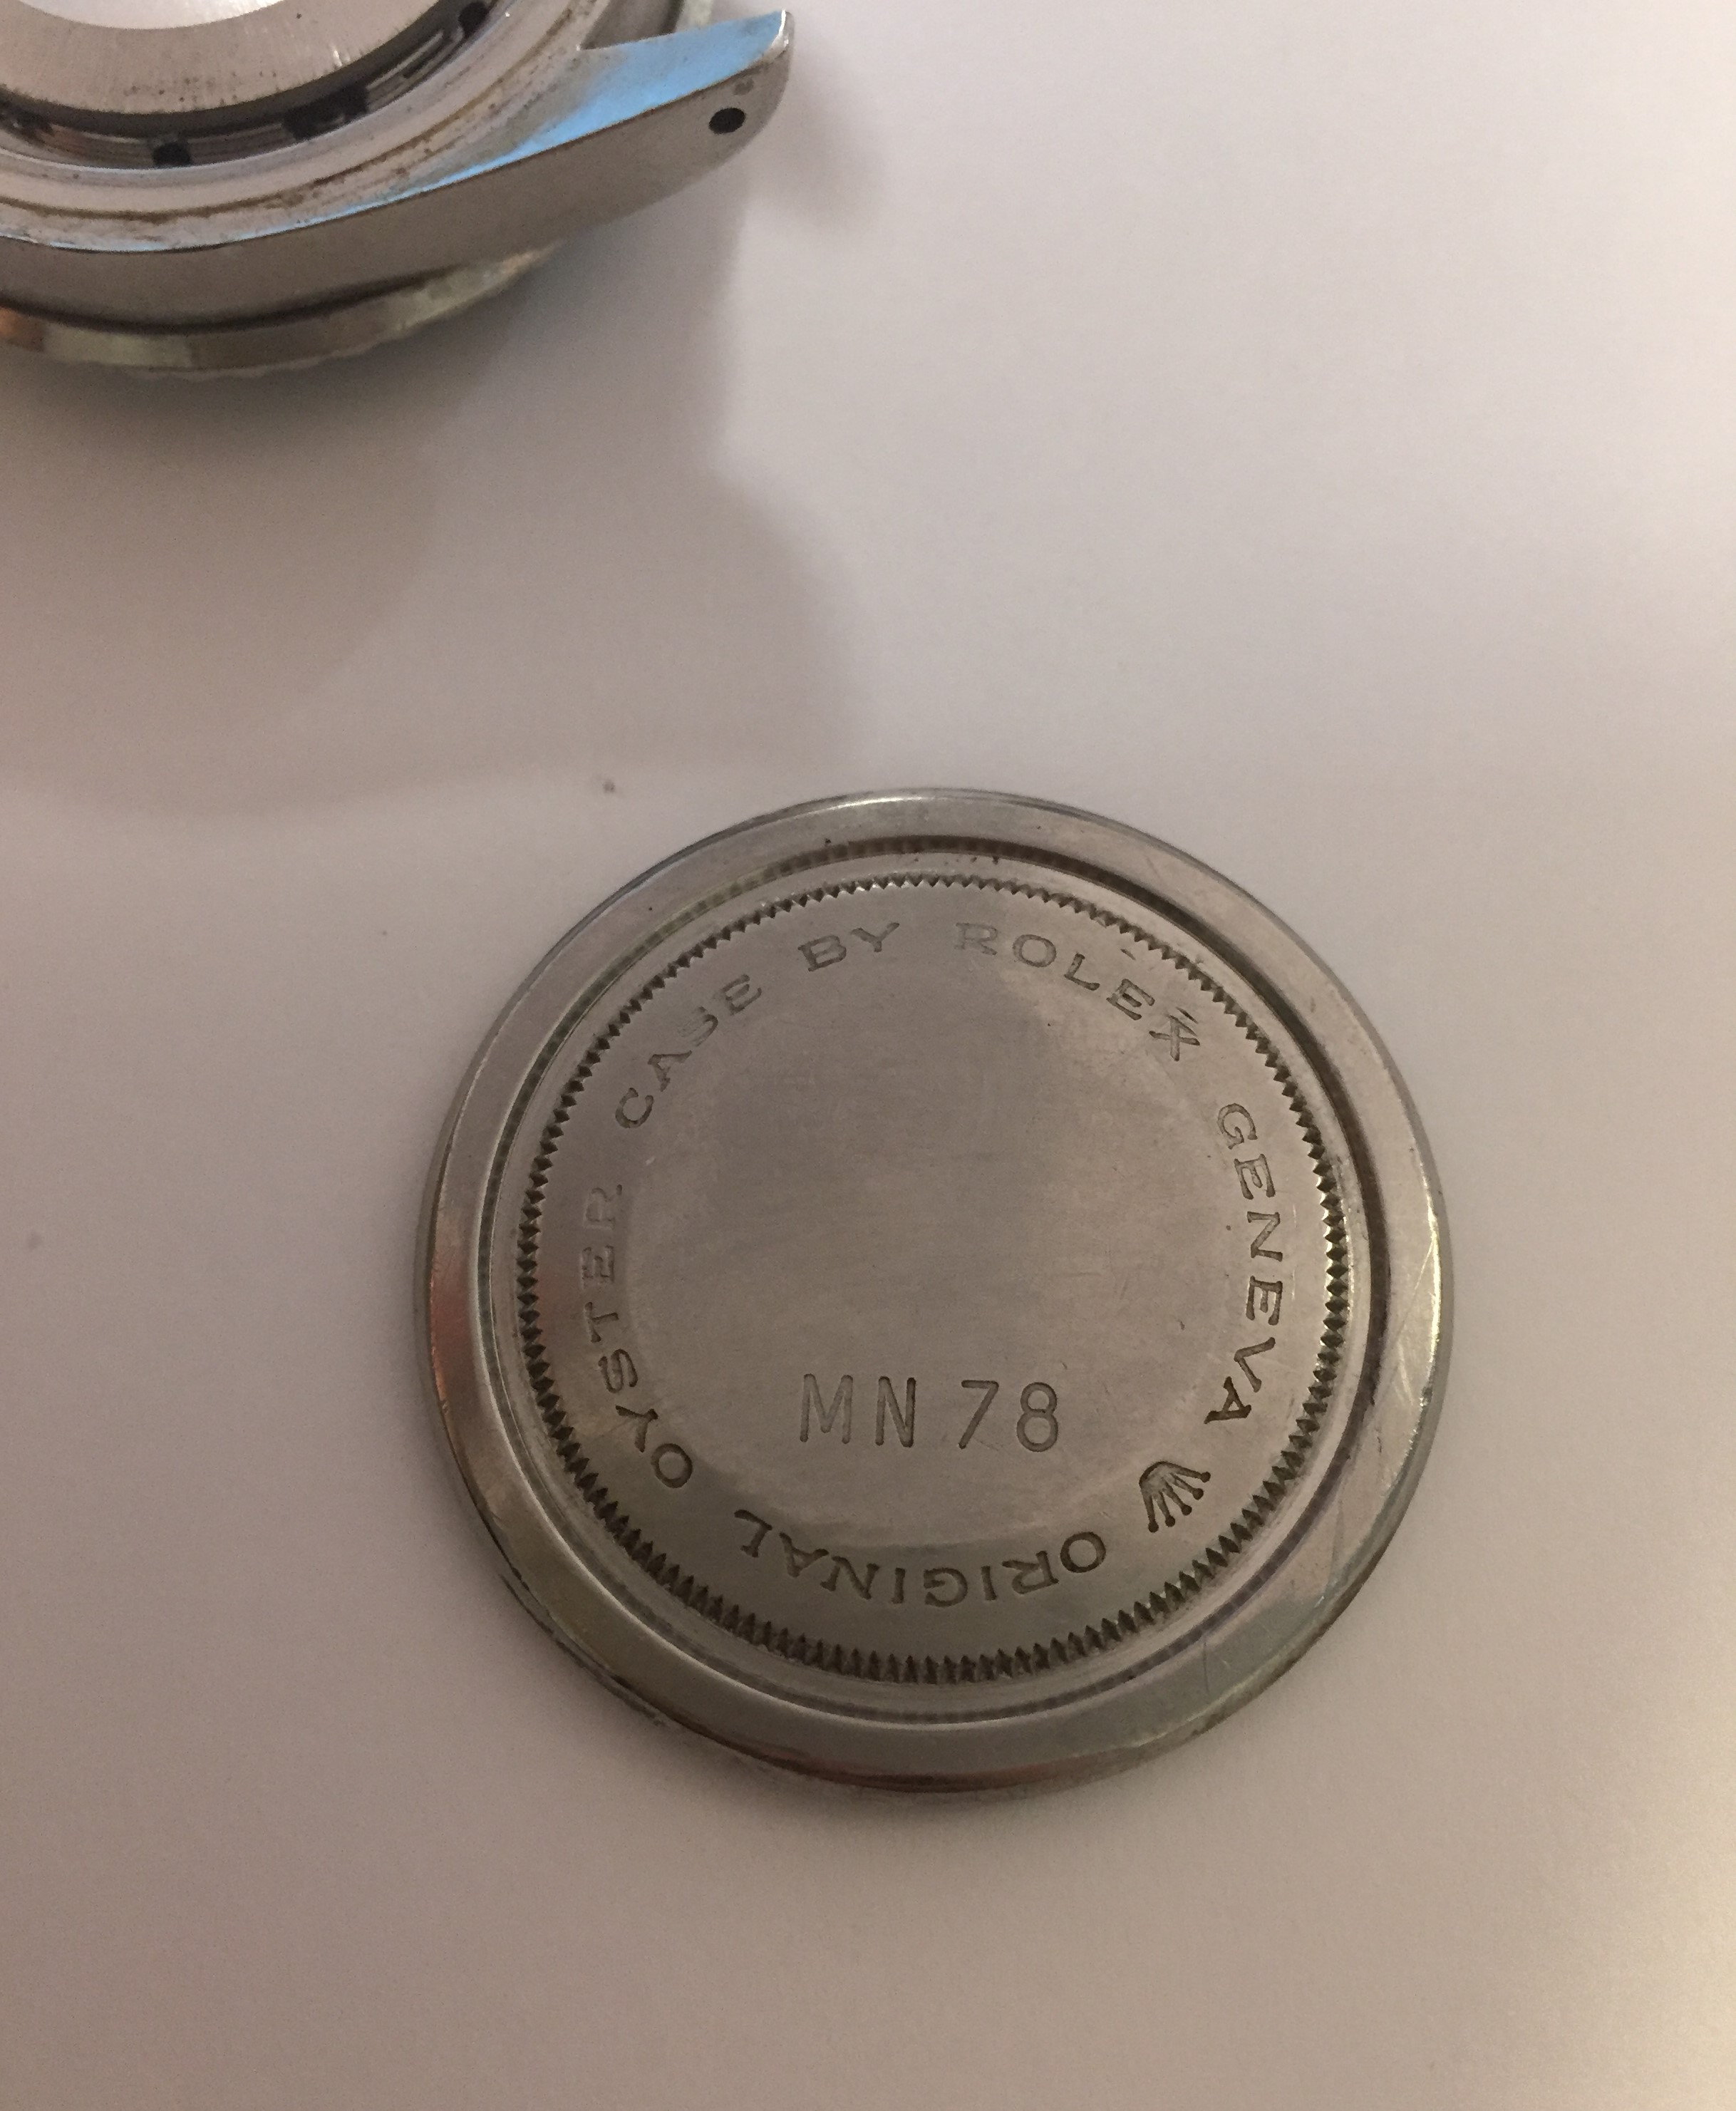 ORIGINAL OYSTER CASE BY ROLEX GENEVA
MN 78